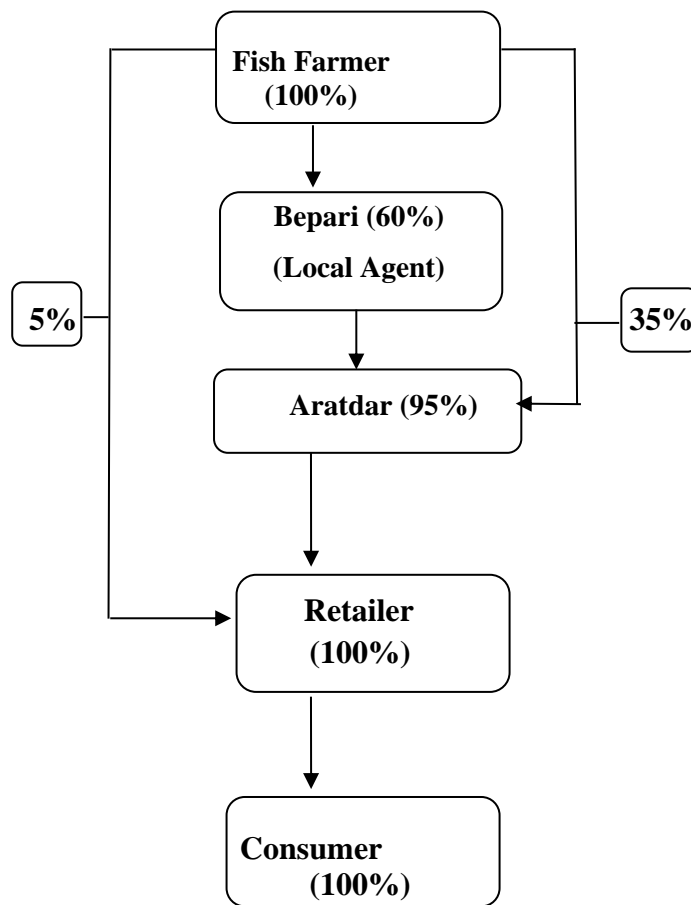 Fish Farmer
(100%)
Bepari (60%)
(Local Agent)
5%
35%
Aratdar (95%)
Retailer
(100%)
Consumer
(100%)